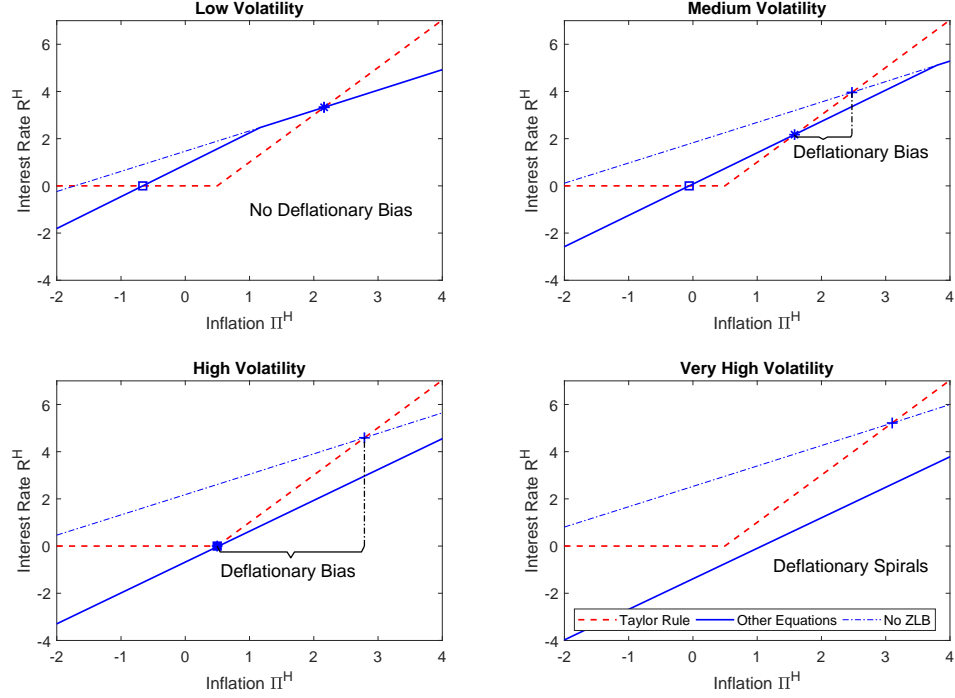 Low Volatility
6
4
2
0
-2
-4
-2 -1 0 1 2 3 4
Interest Rate R^H
Inflation Π^H
No Deflationary Bias
Medium Volatility
6
4
2
0
-2
-4
-2 -1 0 1 2 3 4
Interest Rate R^H
Inflation Π^H
Deflationary Bias
High Volatility
6
4
2
0
-2
-4
-2 -1 0 1 2 3 4
Interest Rate R^H
Inflation Π^H
Deflationary Bias
Very High Volatility
6
4
2
0
-2
-4
-2 -1 0 1 2 3 4
Interest Rate R^H
Inflation Π^H
Deflationary Spirals
Taylor Rule Other Equations No ZLB